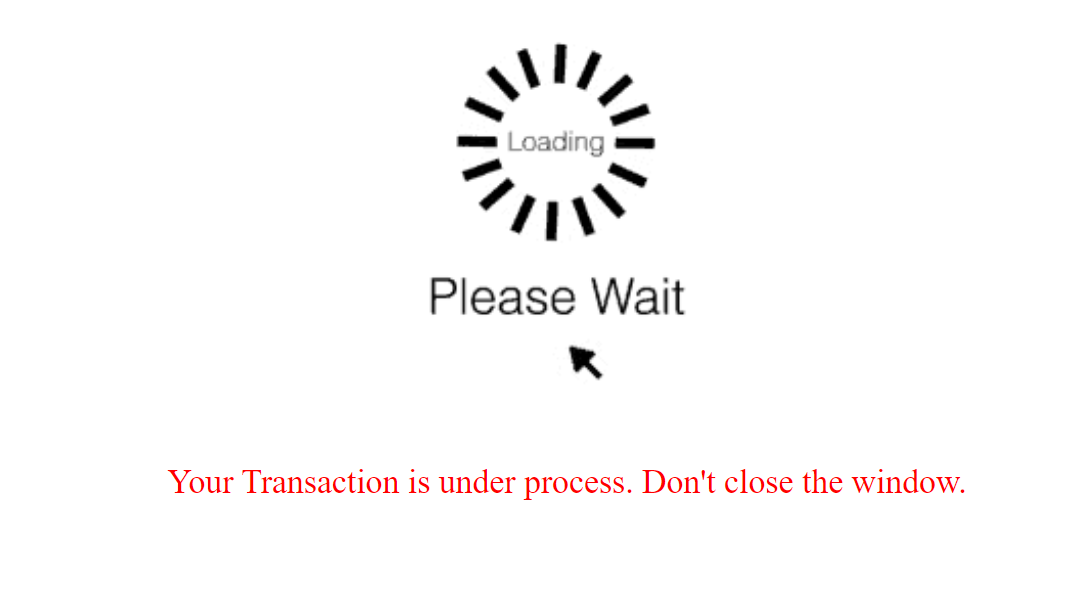 Loading
Please Wait
Your Transaction is under process. Don't close the window.